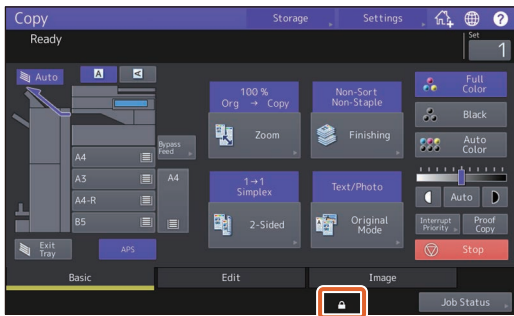 Copy
Storage
Settings
?
Ready
Set
1
Auto
A
A
100 %
Org → Copy
Zoom
Non-Sort
Non-Staple
Finishing
Full
Color
Black
Auto
Color
Bypass
Feed
A4
A3
A4-R
B5
A4
1→1
Simplex
2-Sided
Text/Photo
Original
Mode
Auto
Interrupt
Priority
Proof
Copy
Exit
Tray
APS
Stop
Basic
Edit
Image
Job Status